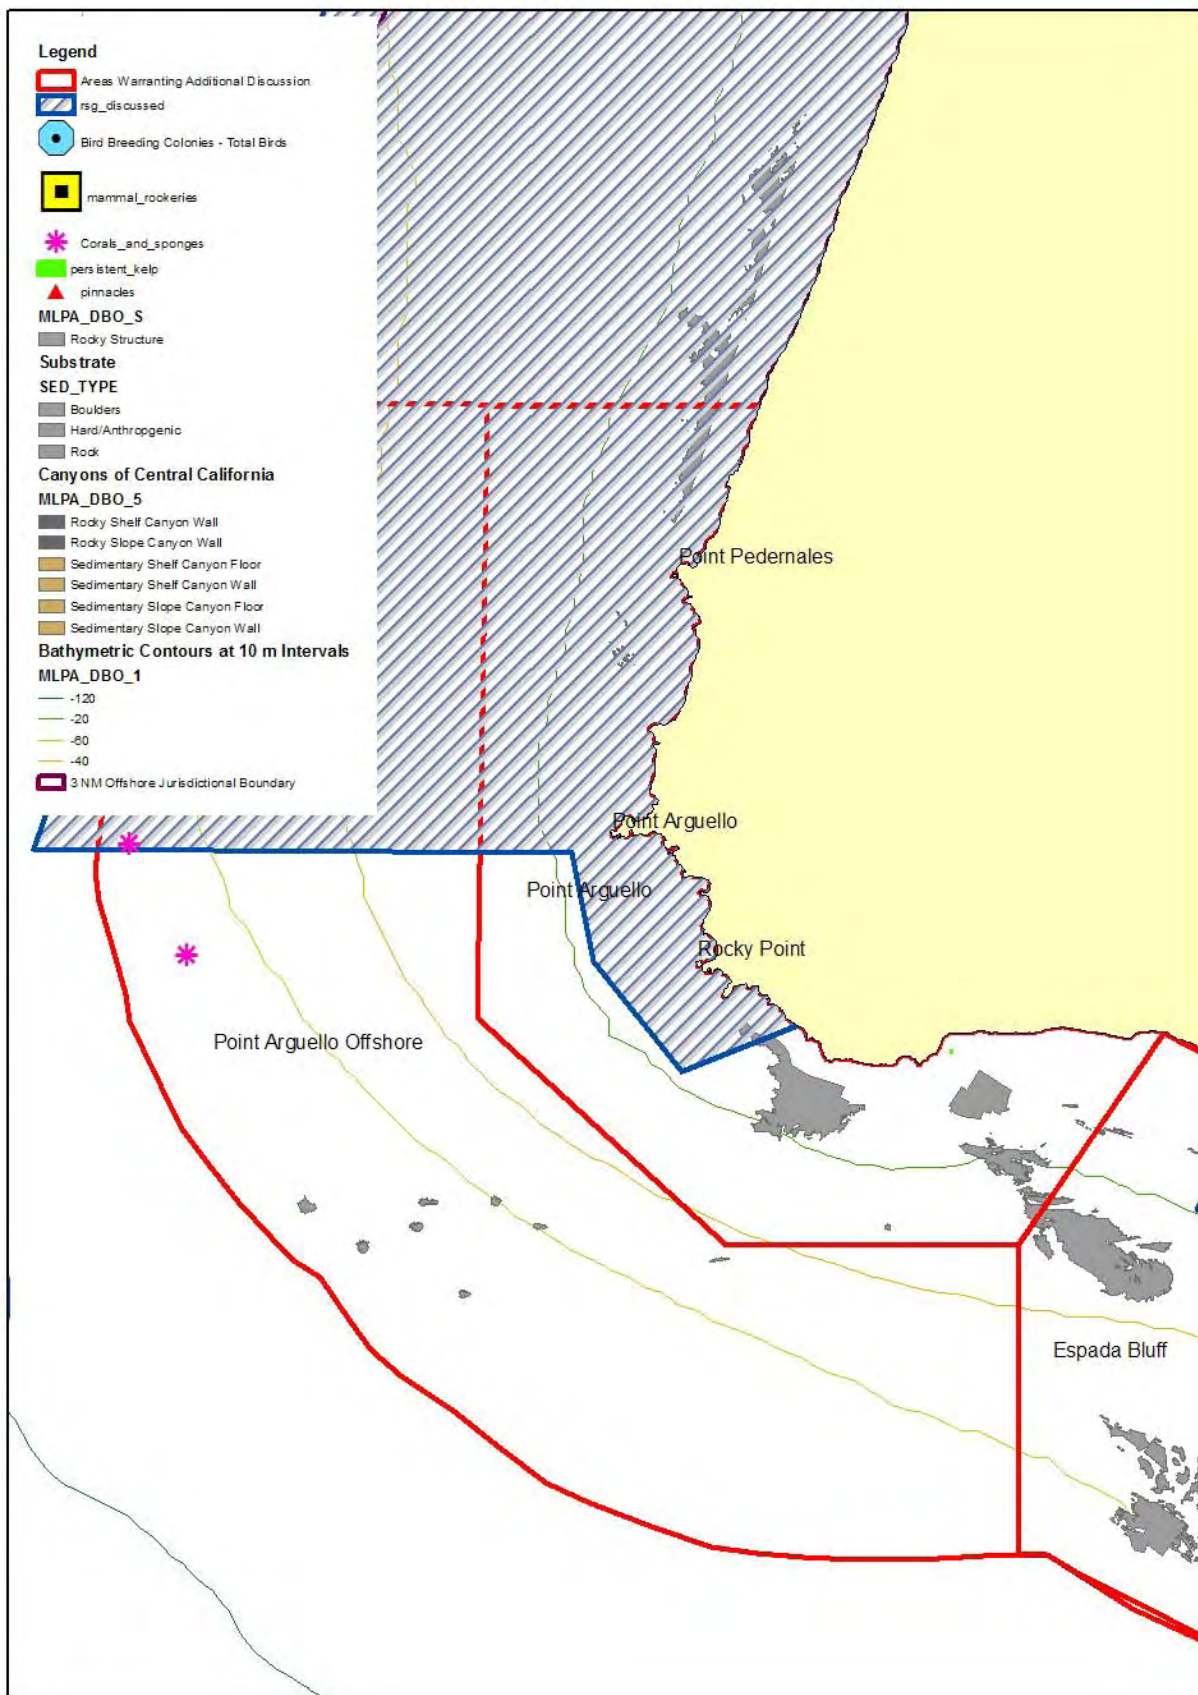 Legend
Areas Warranting Additional Discussion
rsg_discussed
Bird Breeding Colonies - Total Birds
mammal_rookeries
Corals_and_sponges
persistent_kelp
pinnacles
MLPA_DBO_S
Rocky Structure
Substrate
SED_TYPE
Boulders
Hard/Anthropgenic
Rock
Canyons of Central California
MLPA_DBO_5
Rocky Shelf Canyon Wall
Rocky Slope Canyon Wall
Sedimentary Shelf Canyon Floor
Sedimentary Shelf Canyon Wall
Sedimentary Slope Canyon Floor
Sedimentary Slope Canyon Wall
Bathymetric Contours at 10 m Intervals
MLPA_DBO_1
-120
-20
-60
-40
3 NM Offshore Jurisdictional Boundary
Point Pedernales
Point Arguello
Point Arguello
Rocky Point
Point Arguello Offshore
Espada Bluff